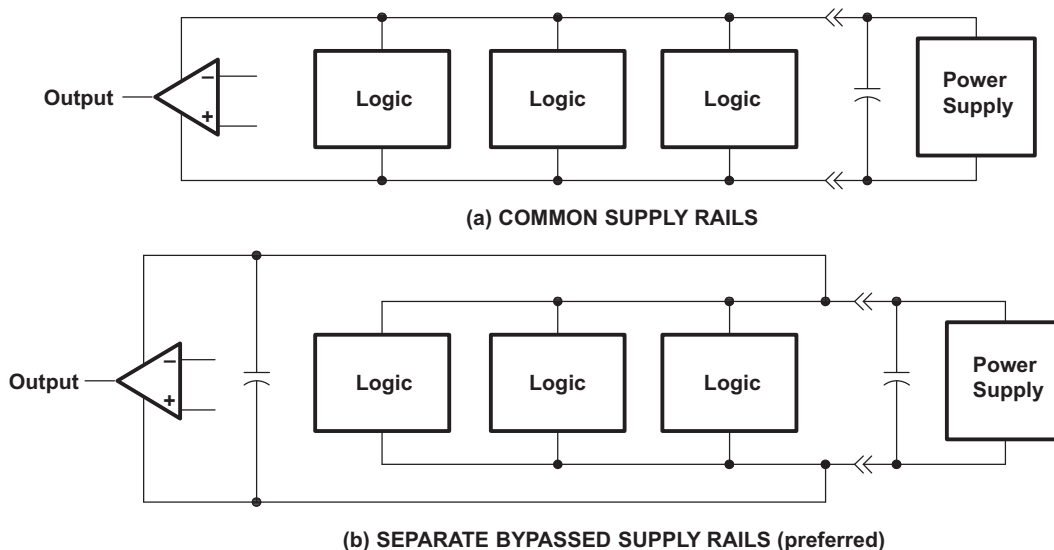 Output
−
+
Logic
Logic
Logic
Power
Supply
(a) COMMON SUPPLY RAILS
Output
−
+
Logic
Logic
Logic
Power
Supply
(b) SEPARATE BYPASSED SUPPLY RAILS (preferred)